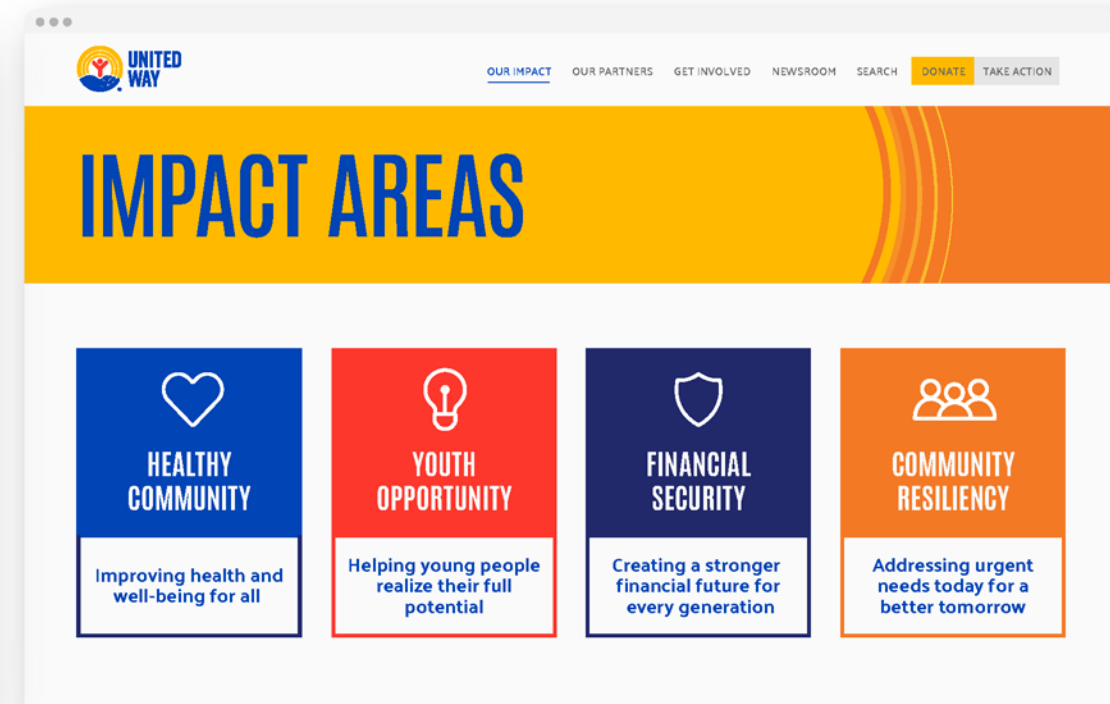 UNITED
WAY
OUR IMPACT OUR PARTNERS GET INVOLVED NEWSROOM SEARCH DONATE TAKE ACTION
IMPACT AREAS
HEALTHY
COMMUNITY
Improving health and
well-being for all
YOUTH
OPPORTUNITY
Helping young people
realize their full
potential
FINANCIAL
SECURITY
Creating a stronger
financial future for
every generation
COMMUNITY
RESILIENCY
Addressing urgent
needs today for a
better tomorrow